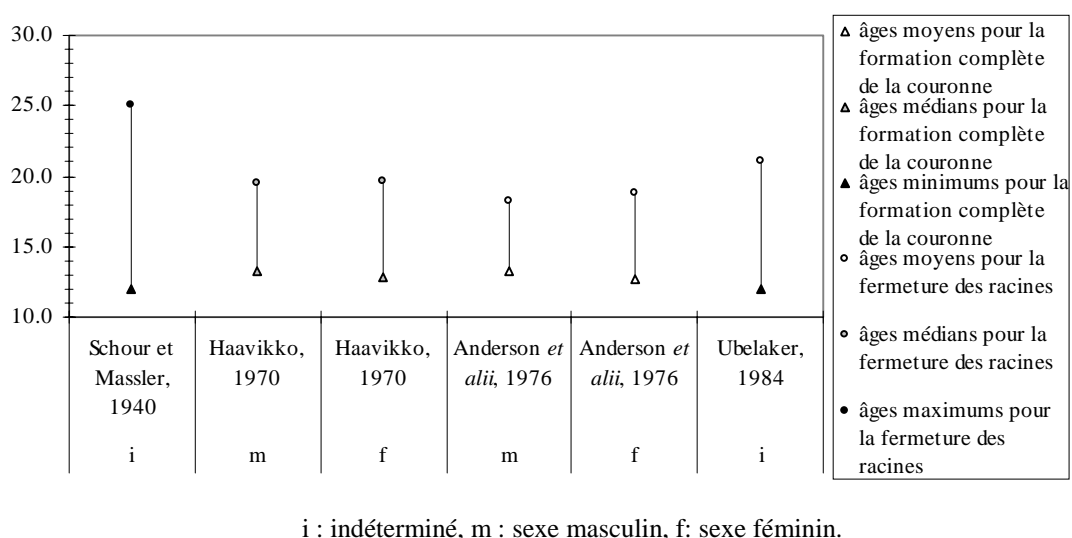 30.0
25.0
20.0
15.0
10.0
Schour et
Massler,
1940
Haavikko,
1970
Haavikko,
1970
Anderson et
alii, 1976
Anderson et
alii, 1976
Ubelaker,
1984
i
m
f
m
f
i
âges moyens pour la
formation complète
de la couronne
âges médians pour la
formation complète
de la couronne
âges minimums pour la
formation complète
de la couronne
âges moyens pour la
fermeture des racines
âges médians pour la
fermeture des racines
âges maximums pour
la fermeture des
racines
i : indéterminé, m : sexe masculin, f: sexe féminin.